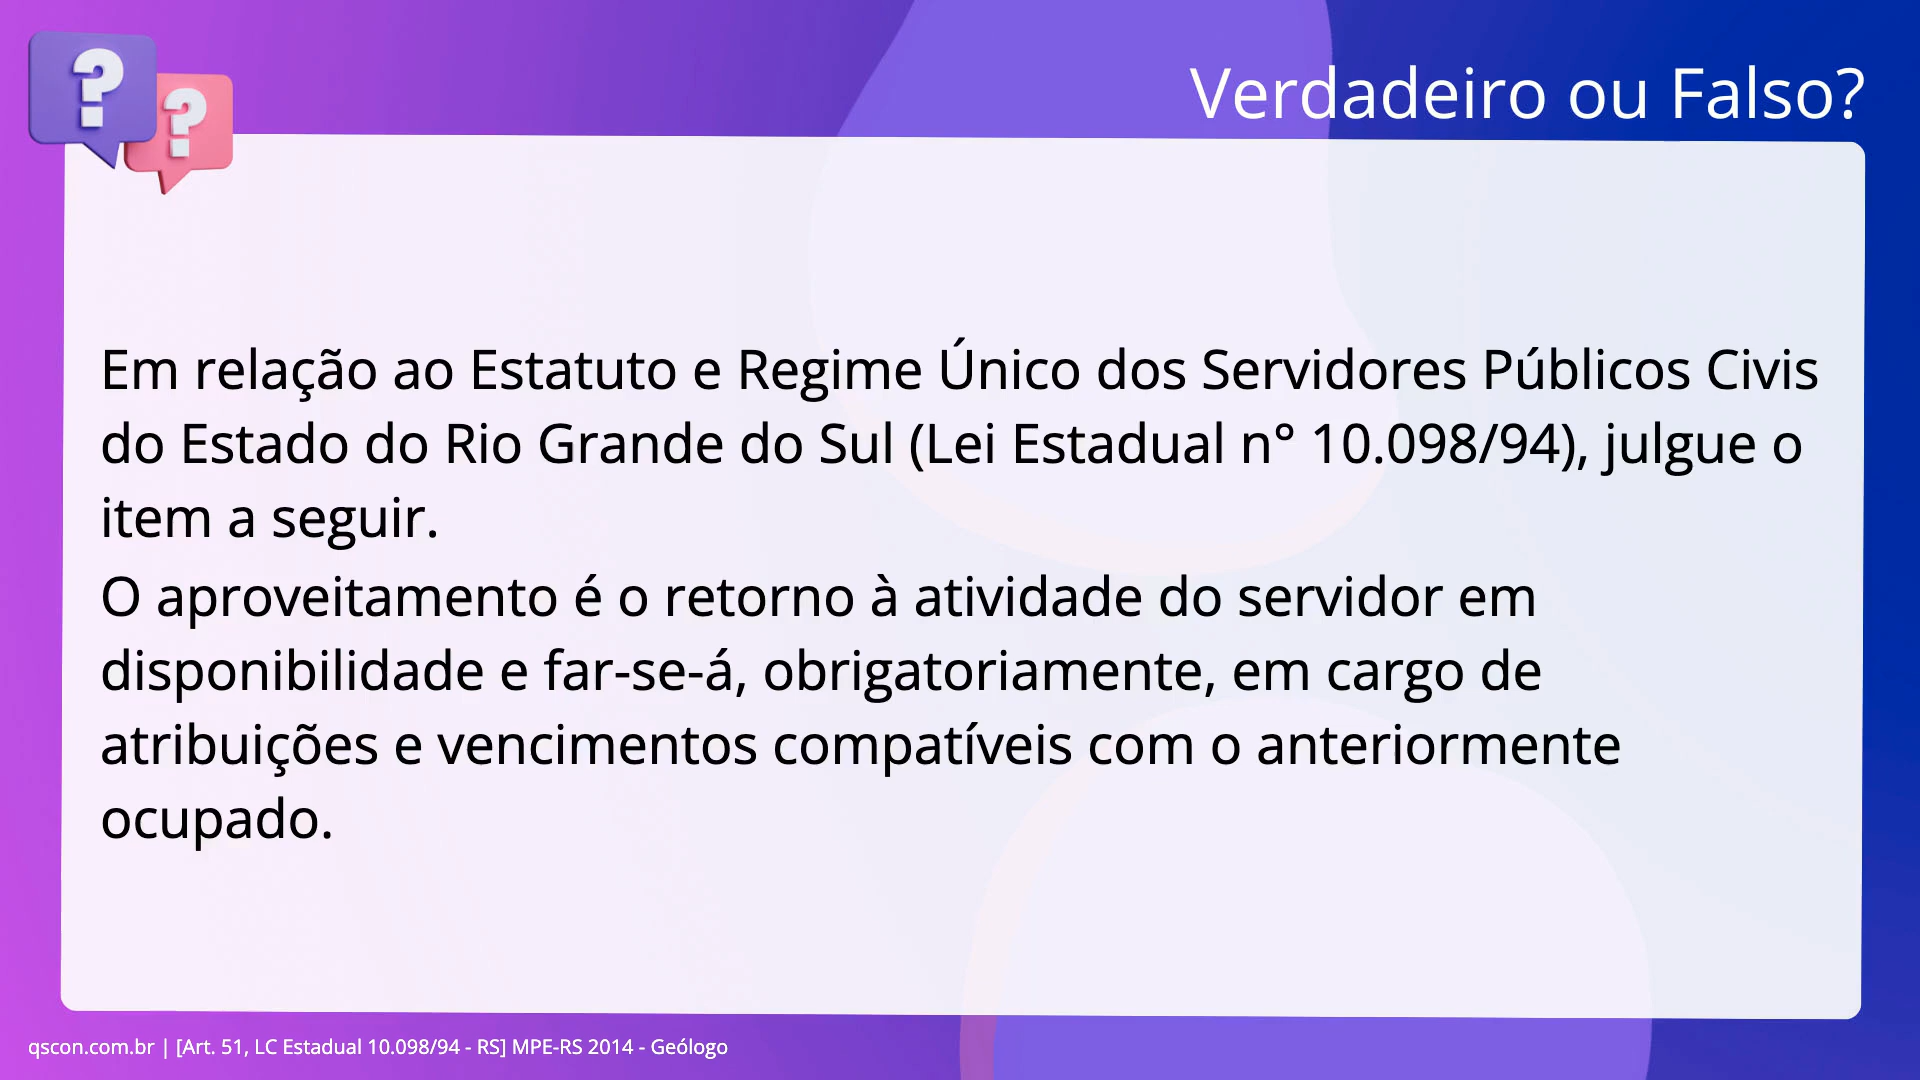 ? ?
Verdadeiro ou Falso?
Em relação ao Estatuto e Regime Único dos Servidores Públicos Civis
do Estado do Rio Grande do Sul (Lei Estadual n° 10.098/94), julgue o
item a seguir.
O aproveitamento é o retorno à atividade do servidor em
disponibilidade e far-se-á, obrigatoriamente, em cargo de
atribuições e vencimentos compatíveis com o anteriormente
ocupado.
qscon.com.br | [Art. 51, LC Estadual 10.098/94 - RS] MPE-RS 2014 - Geólogo